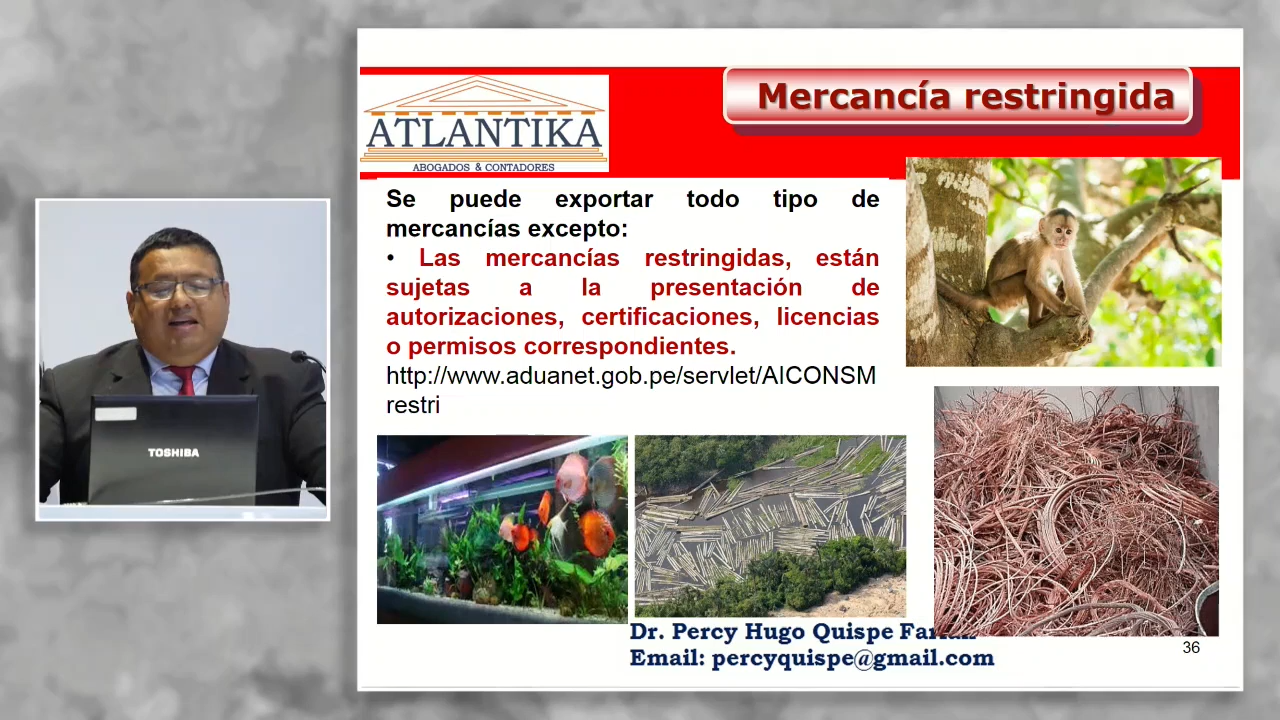 Mercancía restringida
ATLANTIKA
ABOGADOS & CONTADORES
Se puede exportar todo tipo de
mercancías excepto:
• Las mercancías restringidas, están
sujetas a la presentación de
autorizaciones, certificaciones, licencias
o permisos correspondientes.
http://www.aduanet.gob.pe/servlet/AICONSM
restri
TOSHIBA
Dr. Percy Hugo Quispe
Email: percyquispe@gmail.com
36